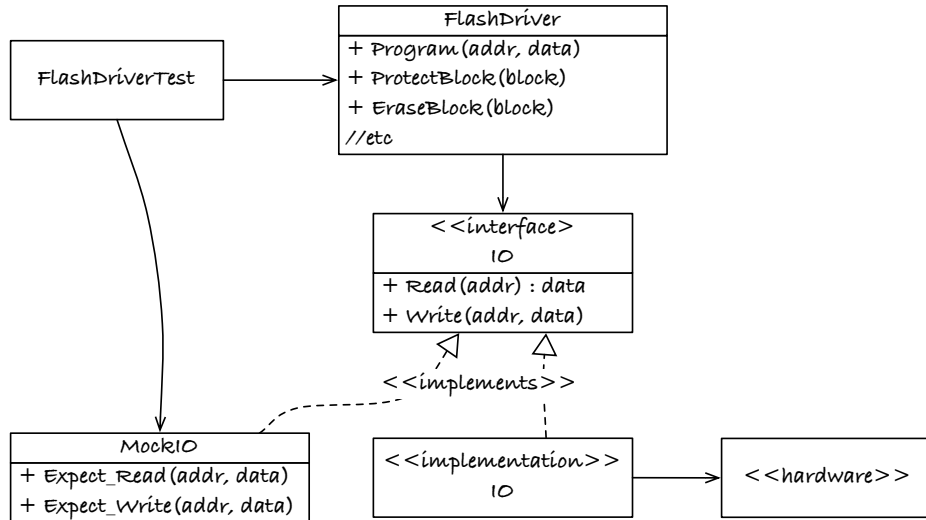 FlashDriver
+ Program(addr, data)
+ ProtectBlock(block)
+ EraseBlock(block)
//etc
FlashDriverTest
<<interface>
IO
+ Read(addr) : data
+ Write(addr, data)
<<implements>>
MockIO
+ Expect_Read(addr, data)
+ Expect_Write(addr, data)
<<implementation>>
IO
<<hardware>>